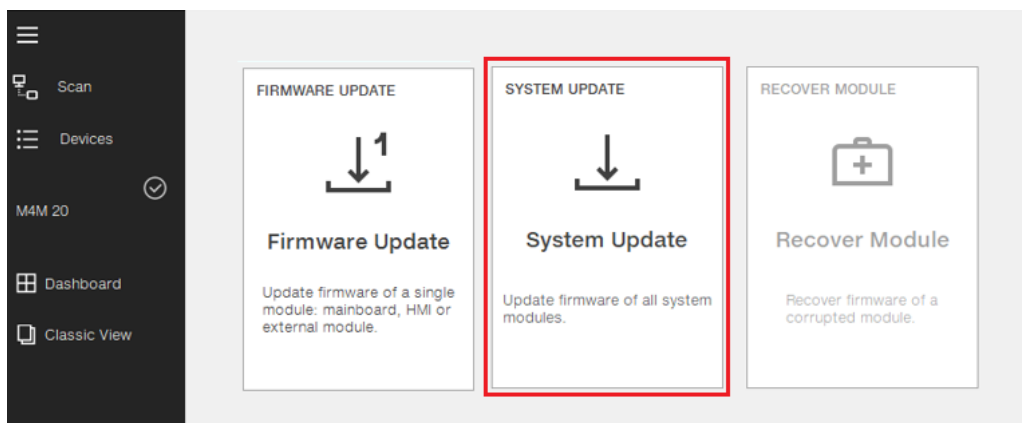 Scan
Devices
M4M 20
Dashboard
Classic View
FIRMWARE UPDATE
1
Firmware Update
Update firmware of a single
module: mainboard, HMI or
external module.
SYSTEM UPDATE
System Update
Update firmware of all system
modules.
RECOVER MODULE
Recover Module
Recover firmware of a
corrupted module.